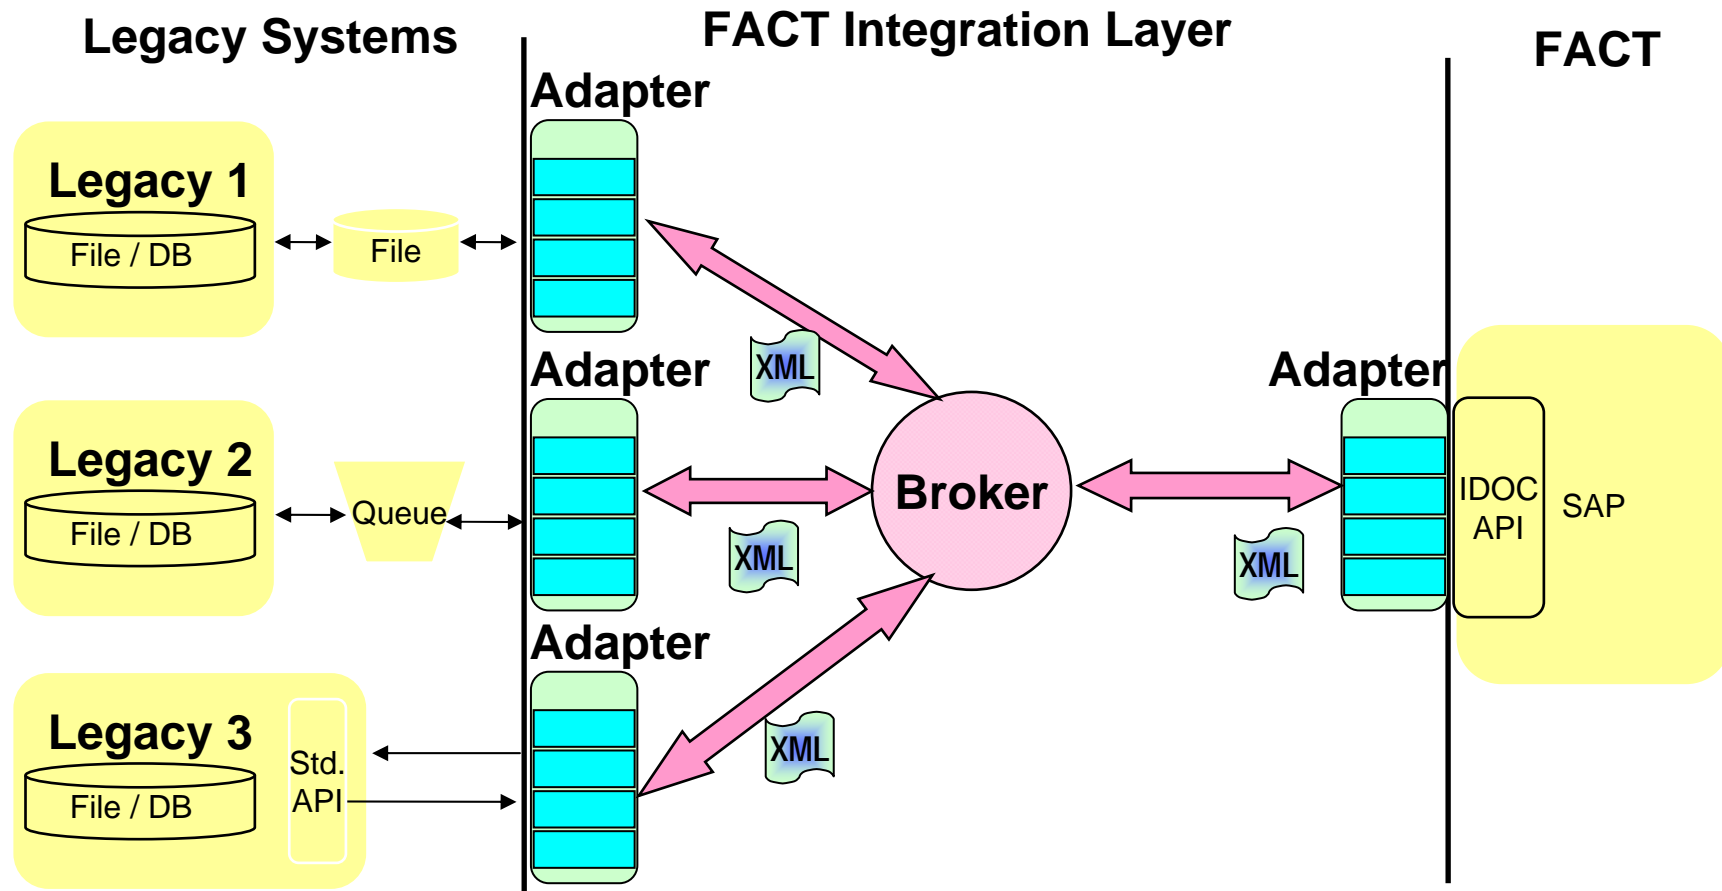 Legacy Systems
FACT Integration Layer
FACT
Adapter
Legacy 1
File / DB
File
XML
Adapter
Adapter
Legacy 2
File / DB
Queue
Broker
XML
XML
IDOC
API
SAP
Adapter
Legacy 3
File / DB
Std.
API
XML